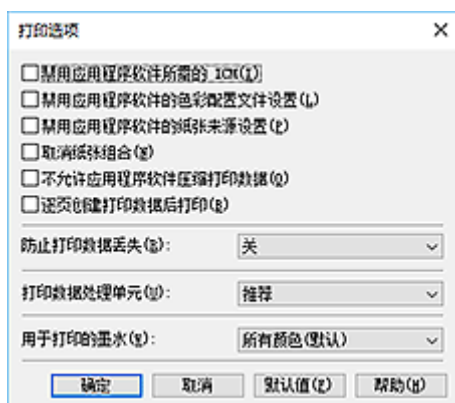 打印选项
禁用应用程序软件所需的 ICM(I)
禁用应用程序软件的色彩配置文件设置(L)
禁用应用程序软件的纸张来源设置(P)
取消纸张组合(N)
不允许应用程序软件压缩打印数据(O)
逐页创建打印数据后打印(R)
防止打印数据丢失(S): 关
打印数据处理单元(U): 推荐
用于打印的墨水(Y): 所有颜色(默认)
确定 取消 默认值(F) 帮助(H)